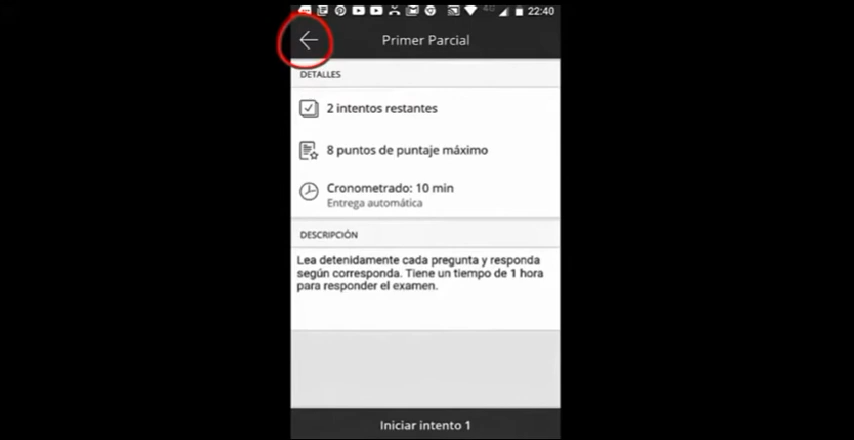 4G 22:40
Primer Parcial
DETALLES
2 intentos restantes
8 puntos de puntaje máximo
Cronometrado: 10 min
Entrega automática
DESCRIPCIÓN
Lea detenidamente cada pregunta y responda
según corresponda. Tiene un tiempo de 1 hora
para responder el examen.
Iniciar intento 1